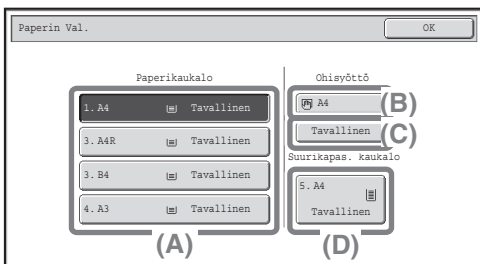 Paperin Val.
OK
Paperikaukalo
Ohisyöttö
1. A4 Tavallinen
3. A4R Tavallinen
3. B4 Tavallinen
4. A3 Tavallinen
(A)
A4
(B)
Tavallinen
(C)
Suurikapas. kaukalo
5. A4
Tavallinen
(D)